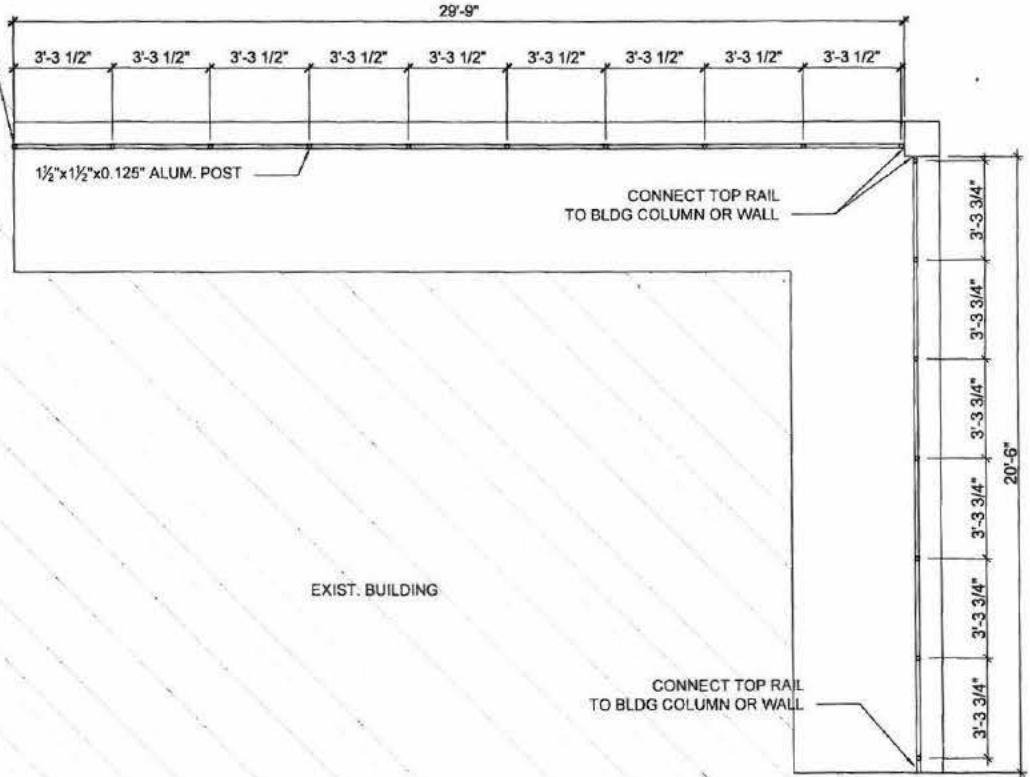 29'-9"
3'-3 1/2"
3'-3 1/2"
3'-3 1/2"
3'-3 1/2"
3'-3 1/2"
3'-3 1/2"
3'-3 1/2"
3'-3 1/2"
3'-3 1/2"
1½"x1½"x0.125" ALUM. POST
CONNECT TOP RAIL
TO BLDG COLUMN OR WALL
3'-3 3/4"
3'-3 3/4"
3'-3 3/4"
3'-3 3/4"
3'-3 3/4"
3'-3 3/4"
20'-6"
EXIST. BUILDING
CONNECT TOP RAIL
TO BLDG COLUMN OR WALL